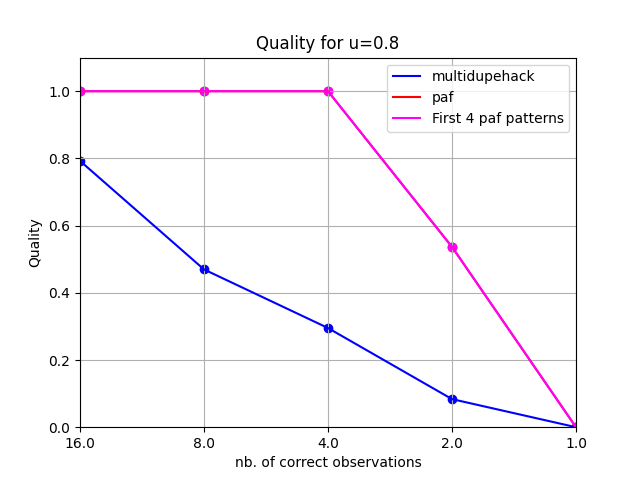 Quality for u=0.8
multidupehack
paf
First 4 paf patterns
Quality
1.0
0.8
0.6
0.4
0.2
0.0
16.0 8.0 4.0 2.0 1.0
nb. of correct observations